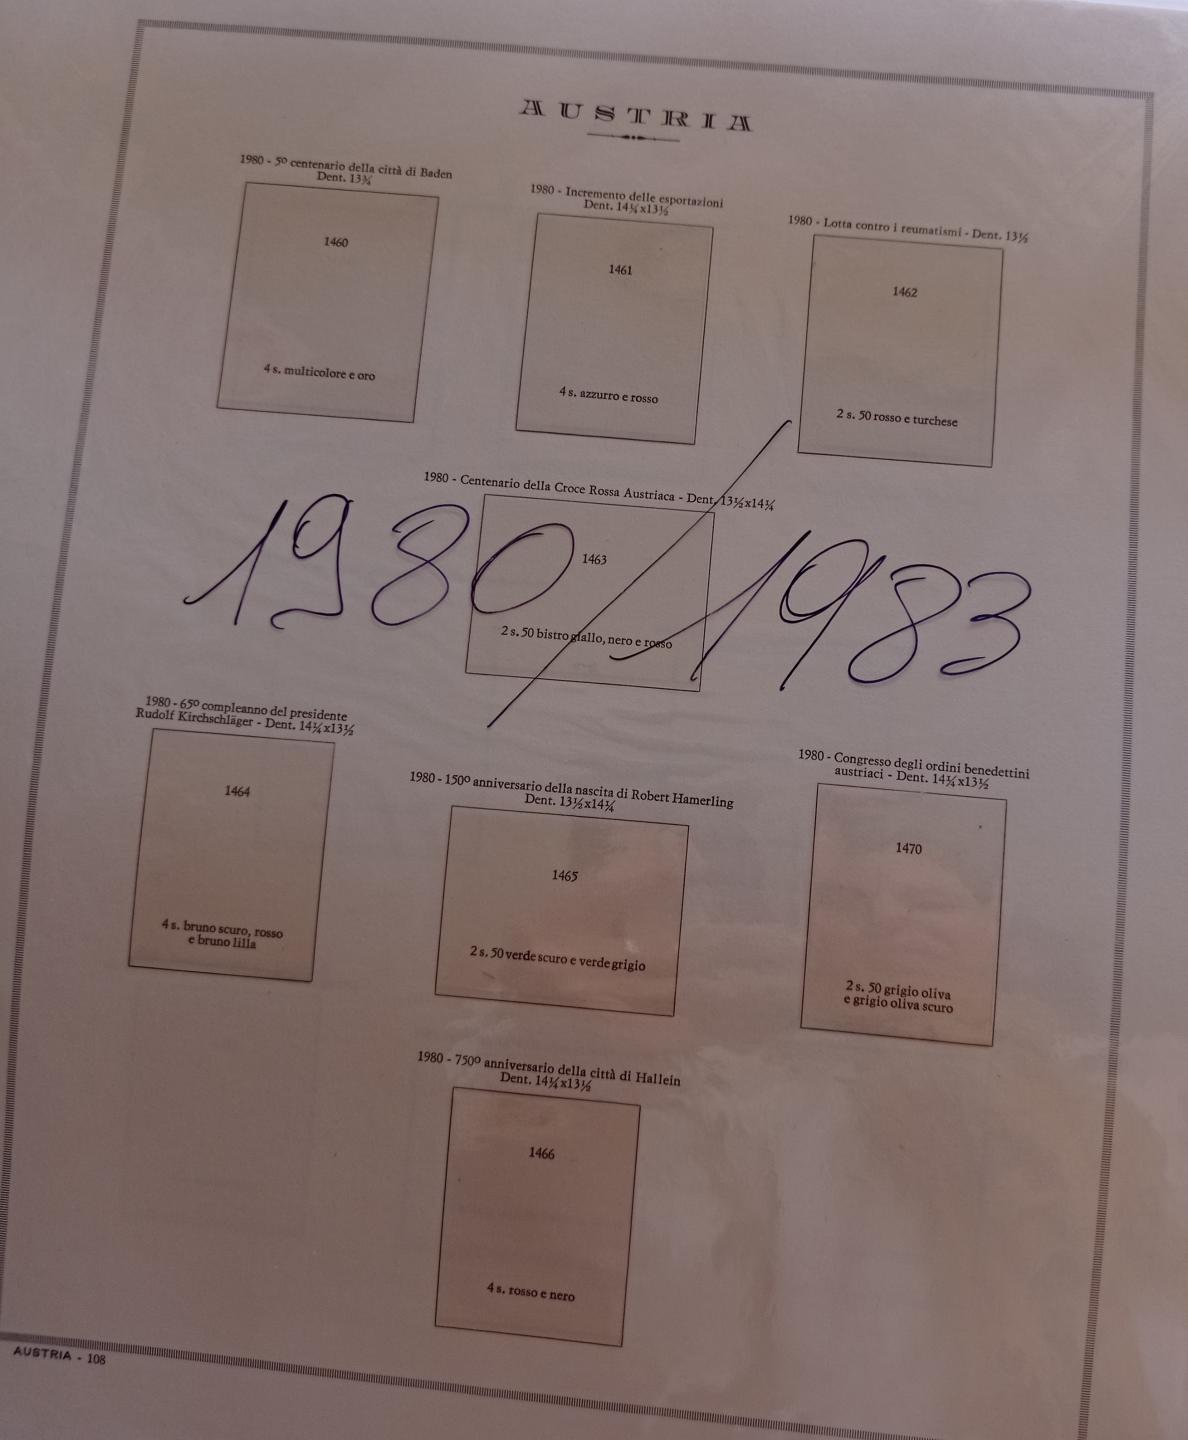 AUSTRIA
1980 - 5º centenario della città di Baden
Dent. 13¾
1460
4 s. multicolore e oro
1980 - Incremento delle esportazioni
Dent. 14¼x13½
1461
4 s. azzurro e rosso
1980 - Lotta contro i reumatismi - Dent. 13½
1462
2 s. 50 rosso e turchese
1980 - Centenario della Croce Rossa Austriaca - Dent. 13½x14¼
1463
2 s. 50 bistro giallo, nero e rosso
1980/1983
1980 - 65º compleanno del presidente
Rudolf Kirchschläger - Dent. 14¼x13½
1464
4 s. bruno scuro, rosso
e bruno lilla
1980 - 150º anniversario della nascita di Robert Hamerling
Dent. 13½x14¼
1465
2 s. 50 verde scuro e verde grigio
1980 - Congresso degli ordini benedettini
austriaci - Dent. 14¼x13½
1470
2 s. 50 grigio oliva
e grigio oliva scuro
1980 - 750º anniversario della città di Hallein
Dent. 14¼x13½
1466
4 s. rosso e nero
AUSTRIA - 108